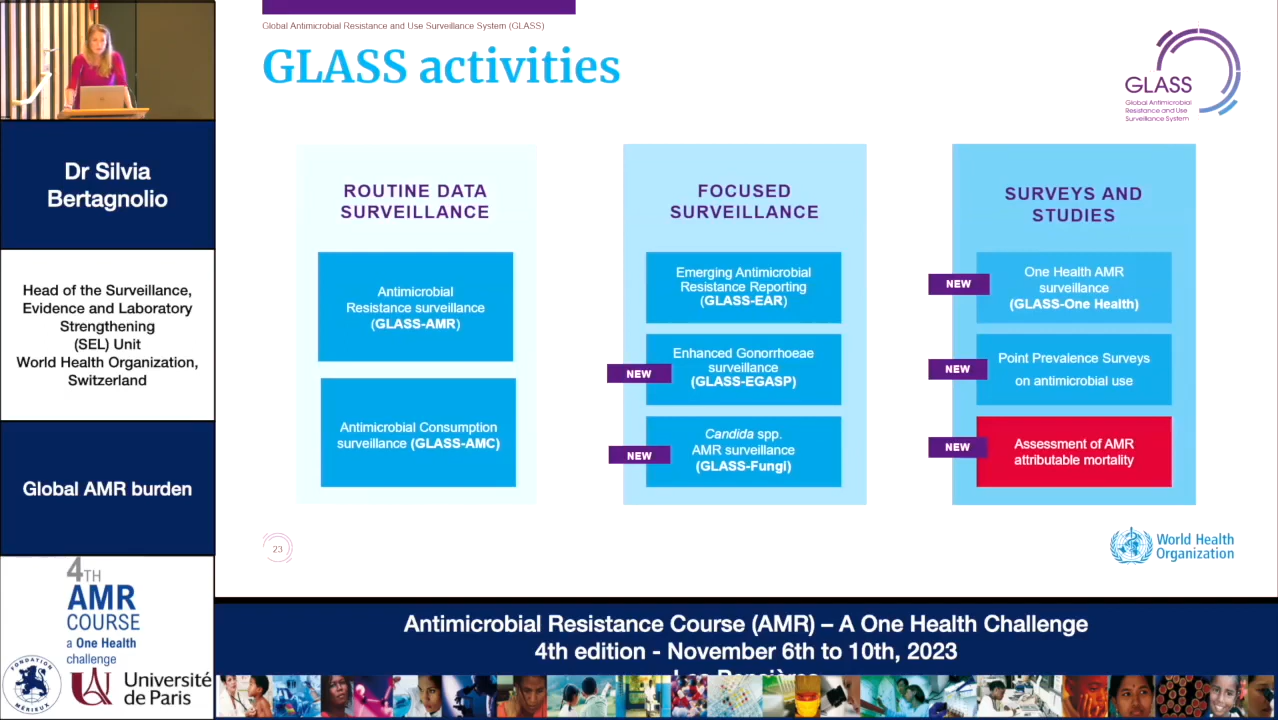 Global Antimicrobial Resistance and Use Surveillance System (GLASS)
GLASS activities
GLASS
Global Antimicrobial
Resistance and Use
Surveillance System
ROUTINE DATA
SURVEILLANCE
Antimicrobial
Resistance surveillance
(GLASS-AMR)
Antimicrobial Consumption
surveillance (GLASS-AMC)
FOCUSED
SURVEILLANCE
Emerging Antimicrobial
Resistance Reporting
(GLASS-EAR)
NEW
Enhanced Gonorrhoeae
surveillance
(GLASS-EGASP)
NEW
Candida spp.
AMR surveillance
(GLASS-Fungi)
SURVEYS AND
STUDIES
NEW
One Health AMR
surveillance
(GLASS-One Health)
NEW
Point Prevalence Surveys
on antimicrobial use
NEW
Assessment of AMR
attributable mortality
23
World Health
Organization
Dr Silvia
Bertagnolio
Head of the Surveillance,
Evidence and Laboratory
Strengthening
(SEL) Unit
World Health Organization,
Switzerland
Global AMR burden
4TH
AMR
COURSE
a One Health
challenge
FONDATION
MÉRIEUX
Université
de Paris
Antimicrobial Resistance Course (AMR) – A One Health Challenge
4th edition - November 6th to 10th, 2023